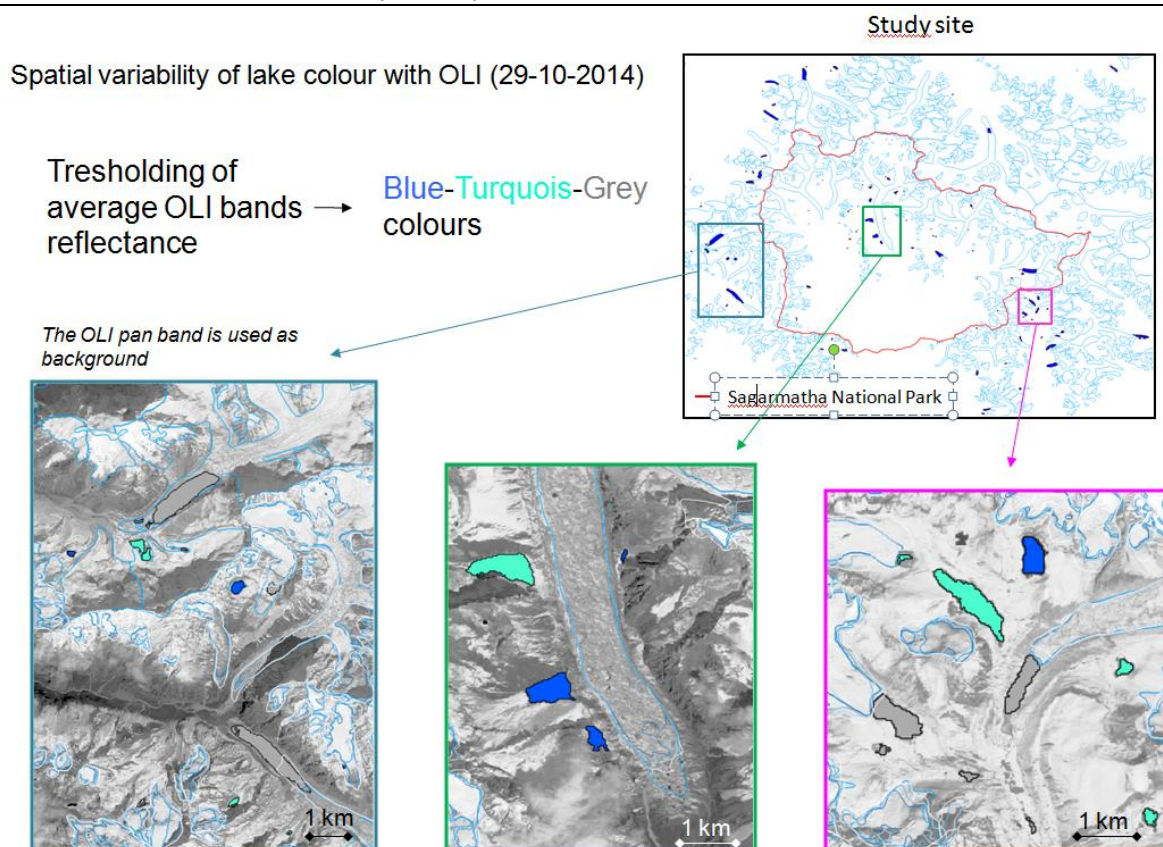 Study site
Spatial variability of lake colour with OLI (29-10-2014)
Tresholding of
average OLI bands
reflectance
Blue-Turquois-Grey
colours
The OLI pan band is used as
background
Sagarmatha National Park
1 km
1 km
1 km